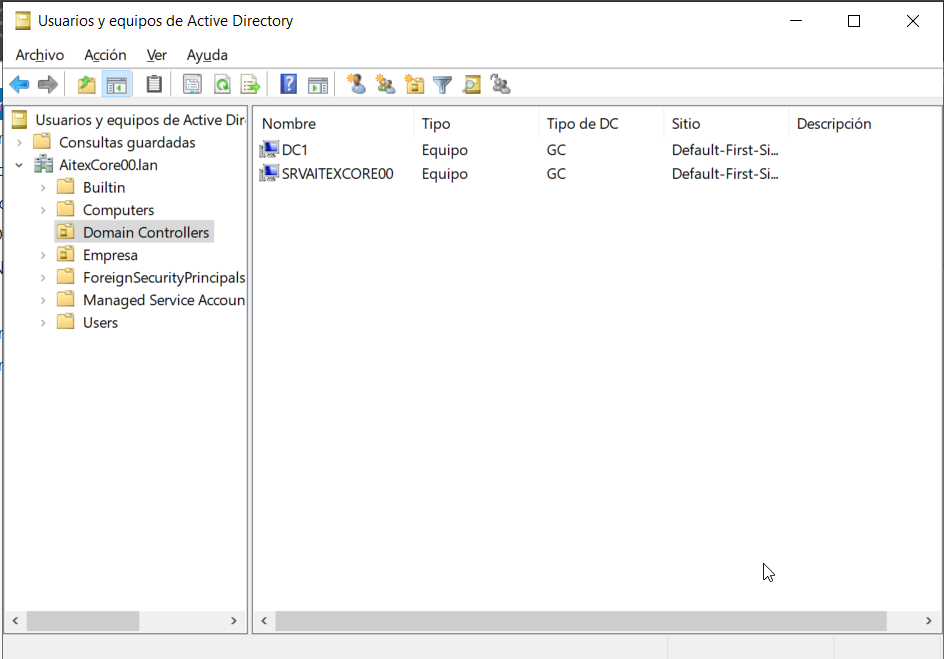 Usuarios y equipos de Active Directory
Archivo Acción Ver Ayuda
Usuarios y equipos de Active Dir
Consultas guardadas
AitexCore00.lan
Builtin
Computers
Domain Controllers
Empresa
ForeignSecurityPrincipals
Managed Service Accoun
Users
Nombre Tipo Tipo de DC Sitio Descripción
DC1 Equipo GC Default-First-Si...
SRVAITEXCORE00 Equipo GC Default-First-Si...